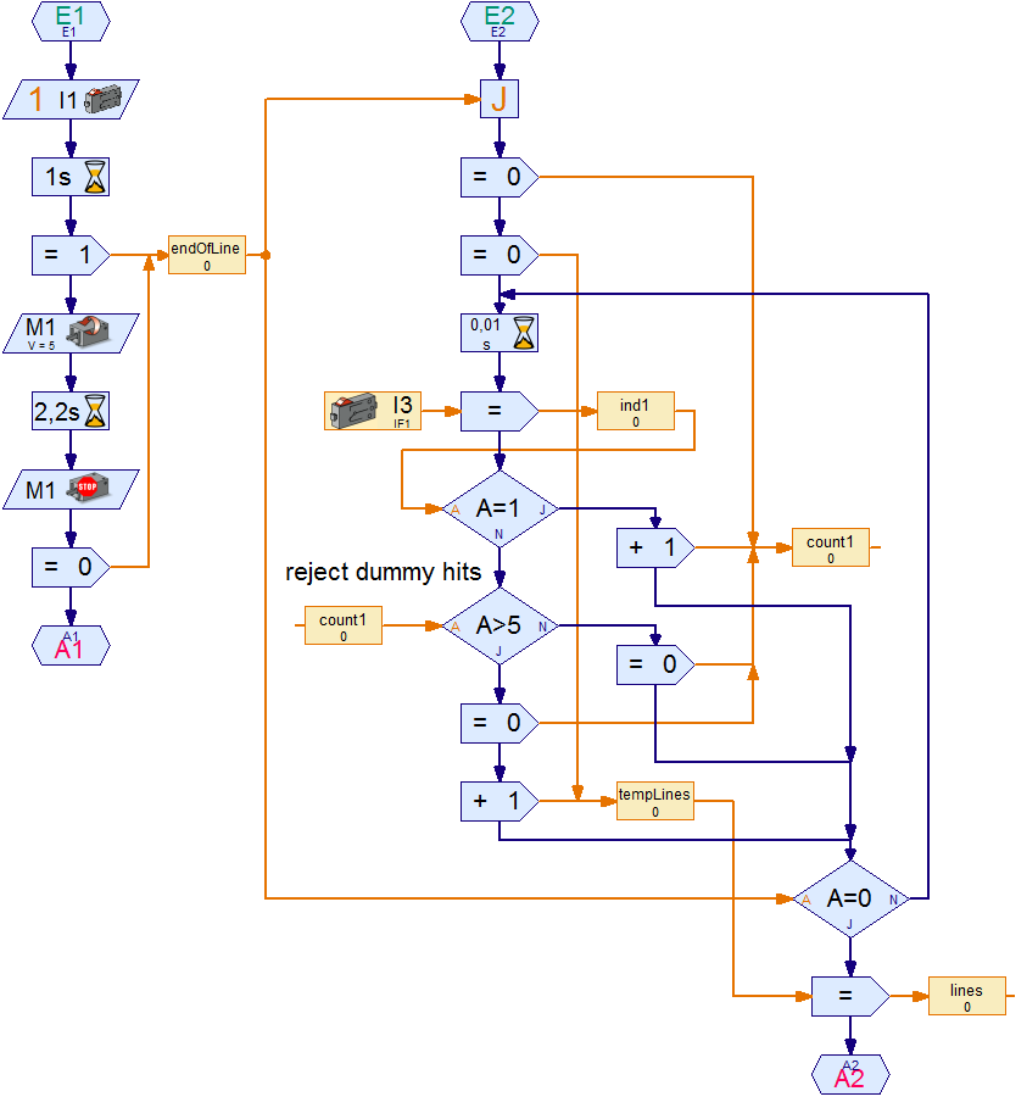 E1
E1
1 I1
1s
= 1
endOfLine
0
M1
V = 5
2,2s
M1
STOP
= 0
A1
A1
E2
E2
J
= 0
= 0
0,01
s
I3
IF1
=
ind1
0
A A=1 J
N
+ 1
count1
0
reject dummy hits
count1
0
A A>5 N
J
= 0
= 0
+ 1
tempLines
0
A A=0 N
J
=
lines
0
A2
A2